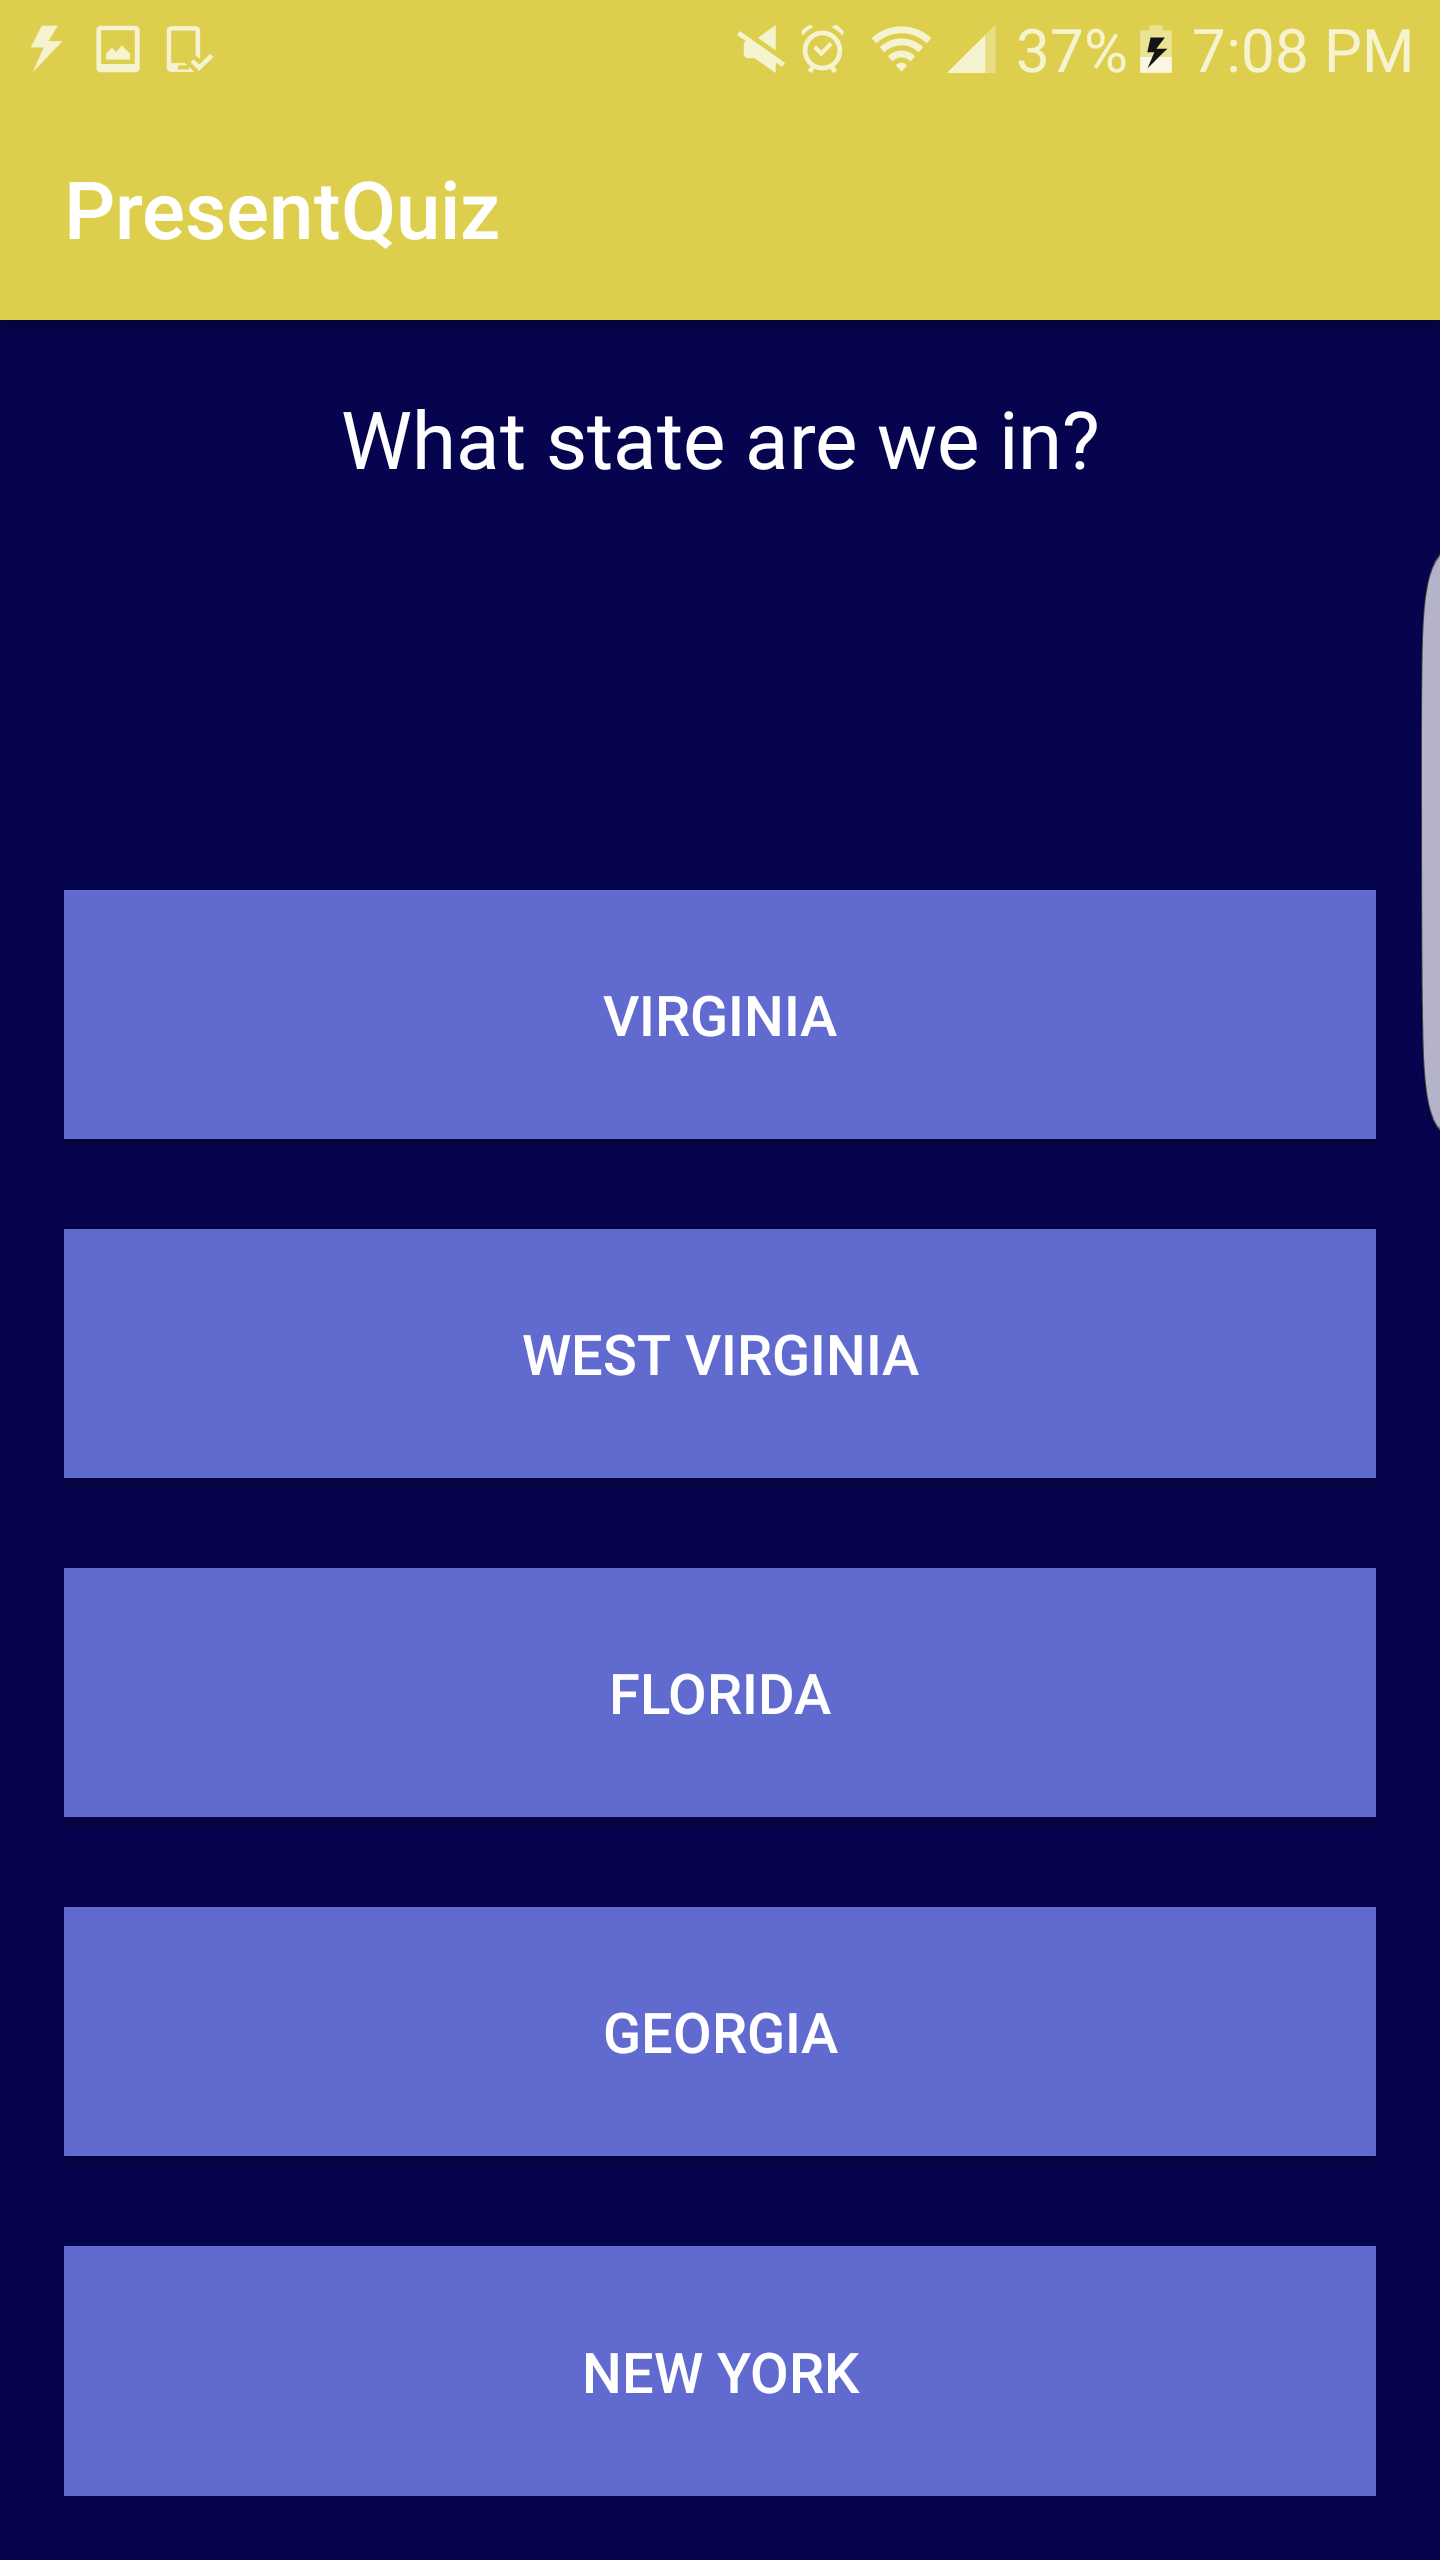 37% 7:08 PM
PresentQuiz
What state are we in?
VIRGINIA
WEST VIRGINIA
FLORIDA
GEORGIA
NEW YORK